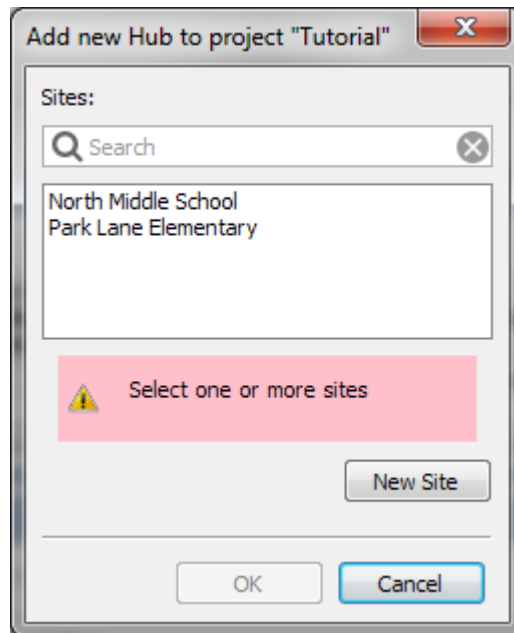 Add new Hub to project "Tutorial"
Sites:
Search
North Middle School
Park Lane Elementary
Select one or more sites
New Site
OK
Cancel